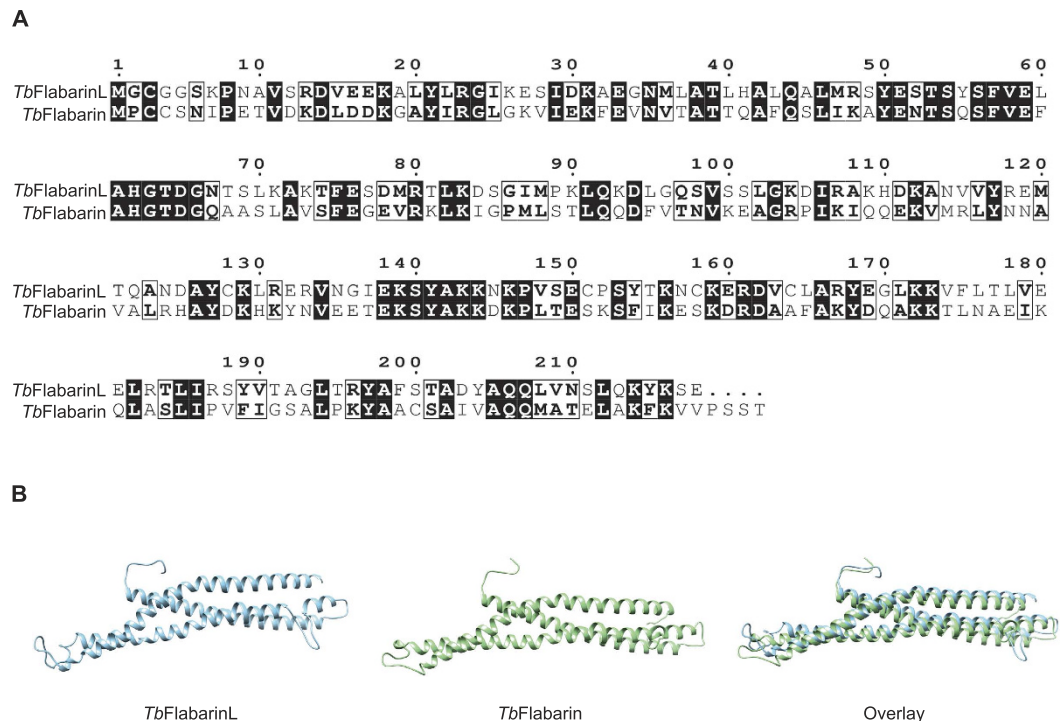 A
1 10 20 30 40 50 60
TbFlabarinL MGCGGSKPNAVSRDVEEKALYLRGIKESIDKAEGNMLATLHALQALMRSYESTSYSFVEL
TbFlabarin MPCCSNIPETVDKDLDDKGAYIRGLGKVIEKFEVNVTATTQAFQSLIKAYENTSQSFVEF
70 80 90 100 110 120
TbFlabarinL AHGTDGNTSLKAKTFESDMRTLKDSGIMPKLQKDLGQSVSSLGKDIRAKHDKANVVYREM
TbFlabarin AHGTDGQAASLAVSFEGEVRKLKIGPMLSTLQQDFVTNVKEAGRPIKIQQEKVMRLYNNA
130 140 150 160 170 180
TbFlabarinL TQANDAYCKLRERVNGIEKSYAKKNKPVSECPSYTKNCKERDVCLARYEGLKKVFLTLVE
TbFlabarin VALRHAYDKHKYNVEETEKSYAKKDKPLTESKSFIKESKDRDAAFAKYDQAKKTLNAEIK
190 200 210
TbFlabarinL ELRTLIRSYVTAGLTRYAFSTADYAQQLVNSLQKYKSE....
TbFlabarin QLASLIPVFIGSALPKYAACSAIVAQQMATELAKFKVVPSST
B
TbFlabarinL TbFlabarin Overlay